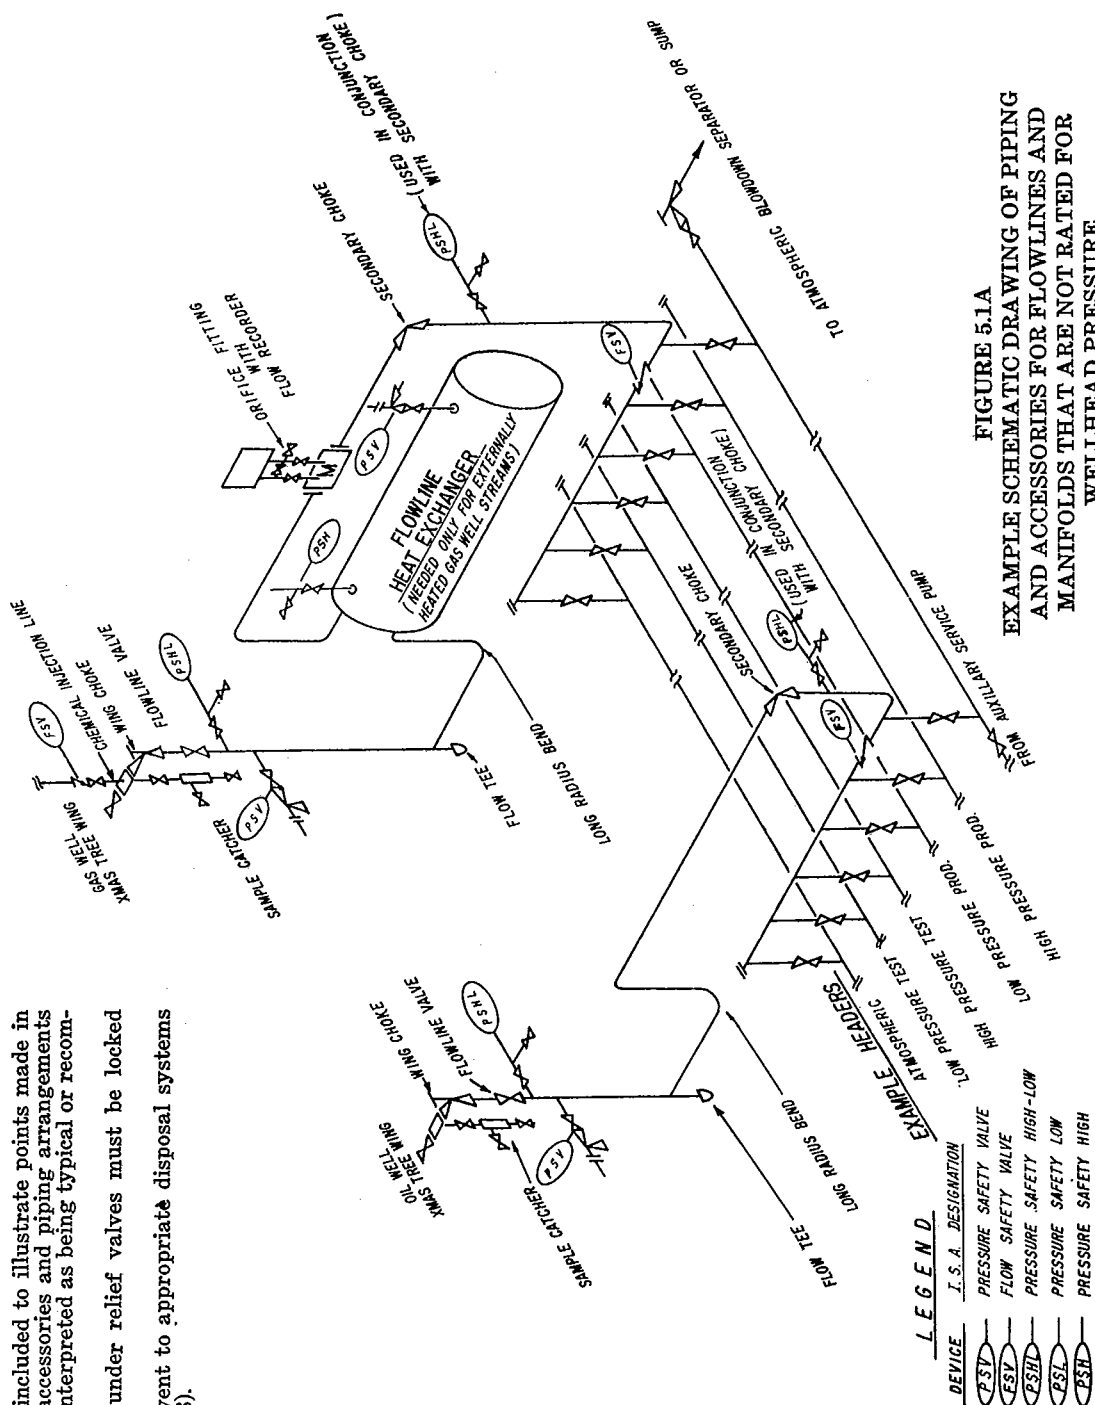 included to illustrate points made in
accessories and piping arrangements
nterpreted as being typical or recom-
under relief valves must be locked
vent to appropriate disposal systems
GAS WELL
XMAS TREE WING
FSV
CHEMICAL INJECTION LINE
WING CHOKE
FLOWLINE VALVE
PSHL
PSV
SAMPLE CATCHER
FLOW TEE
LONG RADIUS BEND
PSH
M
ORIFICE FITTING
WITH
FLOW RECORDER
PSV
FLOWLINE
HEAT EXCHANGER
(NEEDED ONLY FOR EXTERNALLY
HEATED GAS WELL STREAMS)
SECONDARY CHOKE
PSHL
(USED IN CONJUNCTION
WITH SECONDARY CHOKE)
FSV
TO ATMOSPHERIC BLOWDOWN SEPARATOR OR SUMP
OIL WELL
XMAS TREE WING
WING CHOKE
FLOWLINE VALVE
PSHL
PSV
SAMPLE CATCHER
FLOW TEE
LONG RADIUS BEND
SECONDARY CHOKE
PSHL
(USED IN CONJUNCTION
WITH SECONDARY CHOKE)
FSV
FROM AUXILLARY SERVICE PUMP
EXAMPLE HEADERS
ATMOSPHERIC
LOW PRESSURE TEST
HIGH PRESSURE TEST
LOW PRESSURE PROD.
HIGH PRESSURE PROD.
LEGEND
DEVICE I.S.A. DESIGNATION
PSV PRESSURE SAFETY VALVE
FSV FLOW SAFETY VALVE
PSHL PRESSURE SAFETY HIGH-LOW
PSL PRESSURE SAFETY LOW
PSH PRESSURE SAFETY HIGH
FIGURE 5.1A
EXAMPLE SCHEMATIC DRAWING OF PIPING
AND ACCESSORIES FOR FLOWLINES AND
MANIFOLDS THAT ARE NOT RATED FOR
WELLHEAD PRESSURE